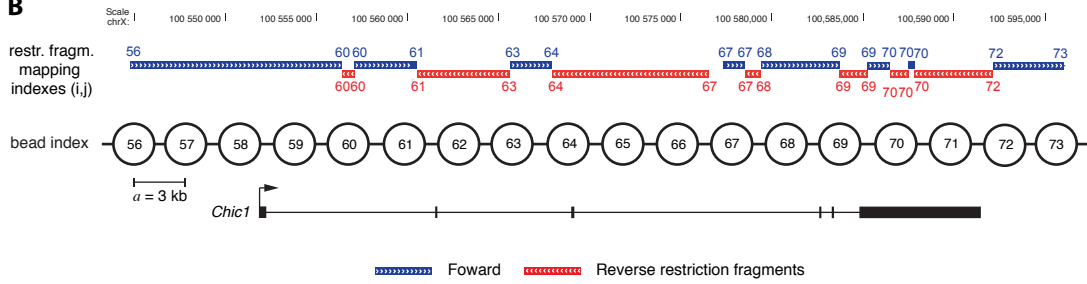 B
Scale
chrX:
100 550 000 100 555 000 100 560 000 100 565 000 100 570 000 100 575 000 100 580,000 100,585,000 100,590,000 100 595,000
restr. fragm.
mapping
indexes (i,j)
56 60 60 61 63 64 67 67 68 69 69 70 70 70 72 73
60 60 61 63 64 67 67 68 69 69 70 70 70 72
bead index 56 57 58 59 60 61 62 63 64 65 66 67 68 69 70 71 72 73
a = 3 kb
Chic1
Foward Reverse restriction fragments